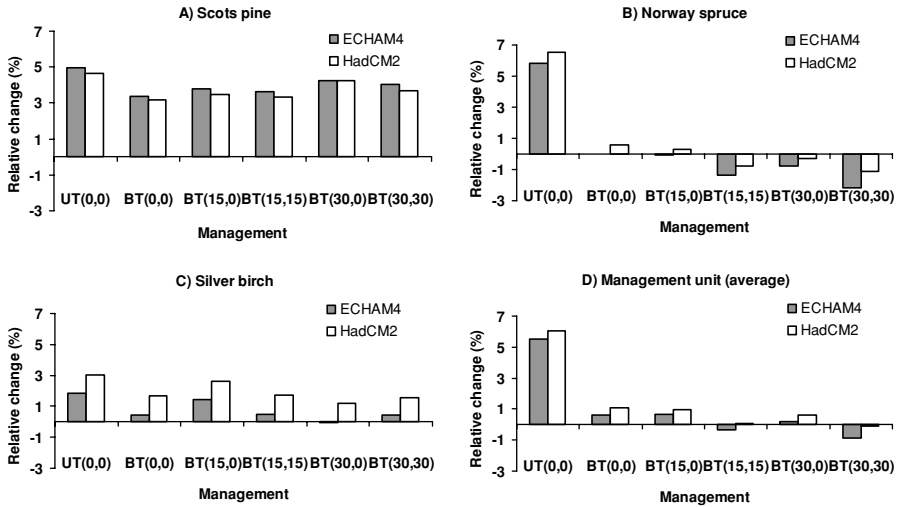 A) Scots pine
7
5
3
1
-1
-3
Relative change (%)
ECHAM4
HadCM2
UT(0,0) BT(0,0) BT(15,0) BT(15,15) BT(30,0) BT(30,30)
Management
B) Norway spruce
7
5
3
1
-1
-3
Relative change (%)
ECHAM4
HadCM2
UT(0,0) BT(0,0) BT(15,0) BT(15,15) BT(30,0) BT(30,30)
Management
C) Silver birch
7
5
3
1
-1
-3
Relative change (%)
ECHAM4
HadCM2
UT(0,0) BT(0,0) BT(15,0) BT(15,15) BT(30,0) BT(30,30)
Management
D) Management unit (average)
7
5
3
1
-1
-3
Relative change (%)
ECHAM4
HadCM2
UT(0,0) BT(0,0) BT(15,0) BT(15,15) BT(30,0) BT(30,30)
Management